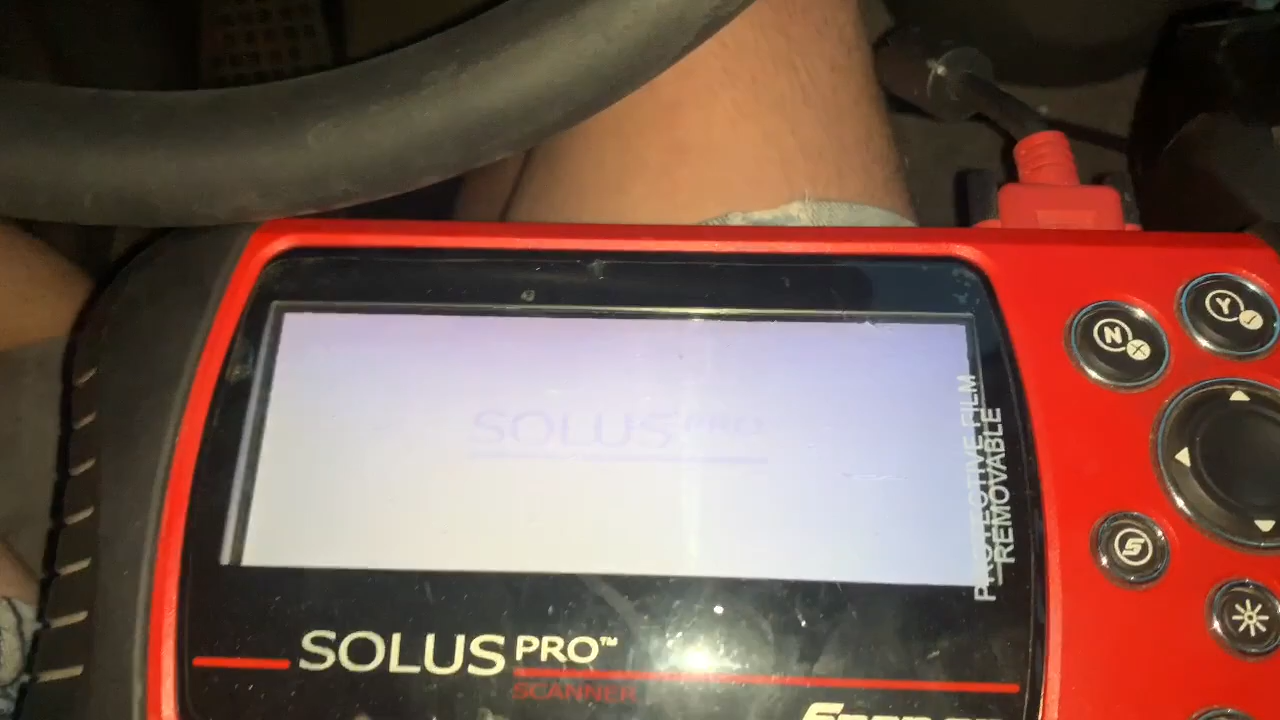 N
Y
SOLUS PRO
PROTECTIVE FILM
REMOVABLE
S
SOLUS PRO™
SCANNER